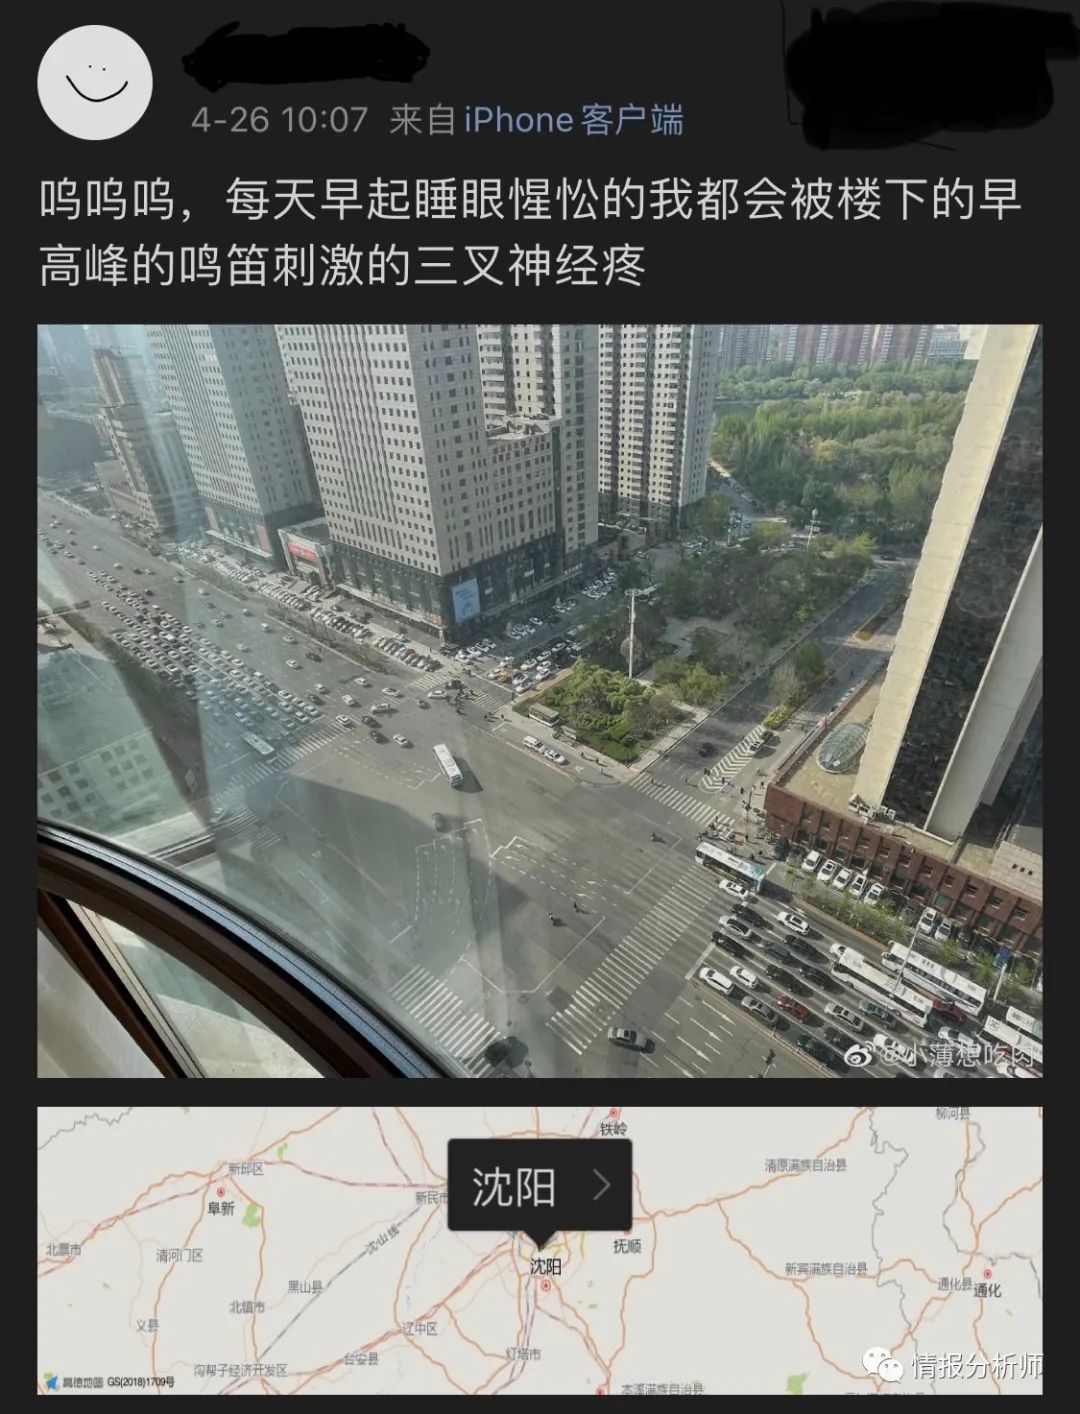 4-26 10:07 来自 iPhone客户端
呜呜呜，每天早起睡眼惺忪的我都会被楼下的早
高峰的鸣笛刺激的三叉神经疼
@小薄想吃肉
铁岭
柳河县
沈阳
新邱区
清原满族自治县
阜新
新民市
沈山线
北票市
清河门区
抚顺
沈阳
新宾满族自治县
黑山县
通化县
通化
北镇市
义县
辽中区
台安县
灯塔市
沟帮子经济开发区
本溪满族自治县
高德地图 GS(2018)1709号
情报分析师